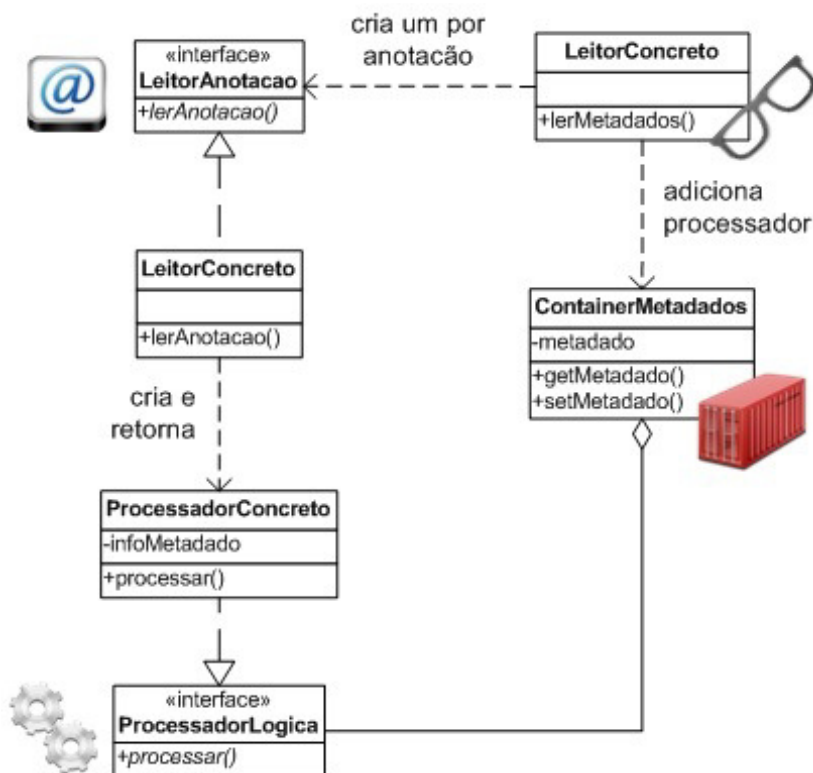 cria um por
anotacão
«interface»
LeitorAnotacao
+lerAnotacao()
LeitorConcreto
+lerMetadados()
@
adiciona
processador
LeitorConcreto
+lerAnotacao()
ContainerMetadados
-metadado
+getMetadado()
+setMetadado()
cria e
retorna
ProcessadorConcreto
-infoMetadado
+processar()
«interface»
ProcessadorLogica
+processar()